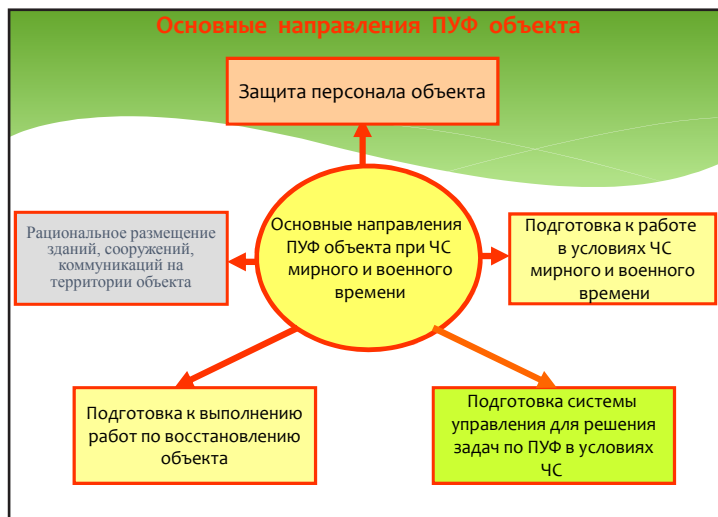 Основные направления ПУФ объекта
Защита персонала объекта
Рациональное размещение
зданий, сооружений,
коммуникаций на
территории объекта
Основные направления
ПУФ объекта при ЧС
мирного и военного
времени
Подготовка к работе
в условиях ЧС
мирного и военного
времени
Подготовка к выполнению
работ по восстановлению
объекта
Подготовка системы
управления для решения
задач по ПУФ в условиях
ЧС